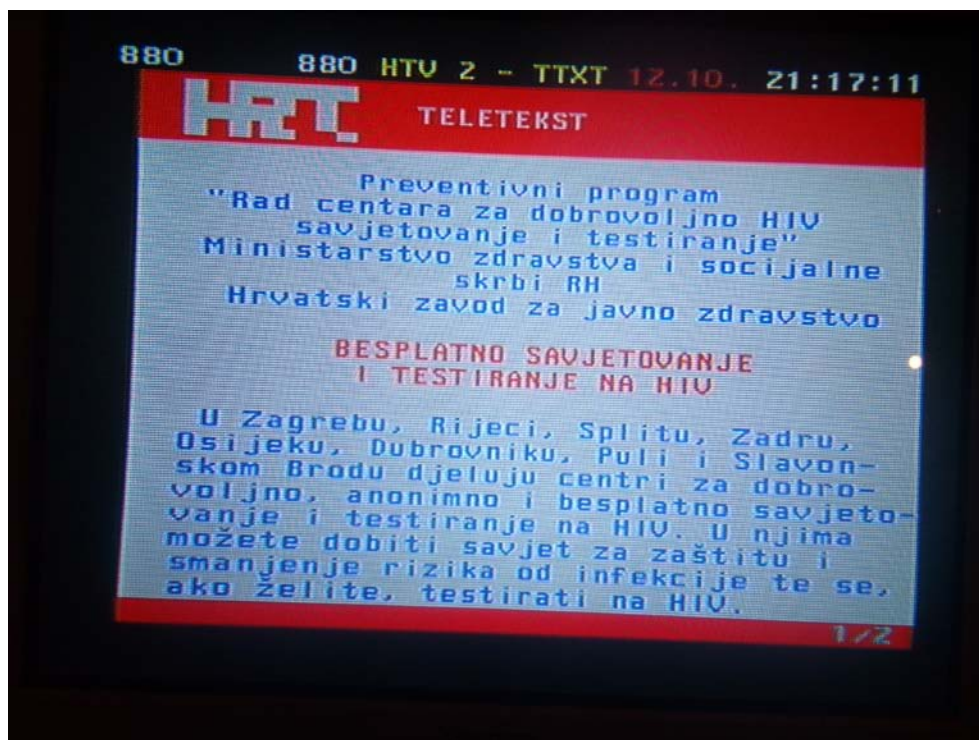 880 880 HTV 2 - TTXT 12.10. 21:17:11
HRT TELETEKST
Preventivni program
"Rad centara za dobrovoljno HIV
savjetovanje i testiranje"
Ministarstvo zdravstva i socijalne
skrbi RH
Hrvatski zavod za javno zdravstvo
BESPLATNO SAVJETOVANJE
I TESTIRANJE NA HIV
U Zagrebu, Rijeci, Splitu, Zadru,
Osijeku, Dubrovniku, Puli i Slavon-
skom Brodu djeluju centri za dobro-
voljno, anonimno i besplatno savjeto-
vanje i testiranje na HIV. U njima
možete dobiti savjet za zaštitu i
smanjenje rizika od infekcije te se,
ako želite, testirati na HIV.
1/2